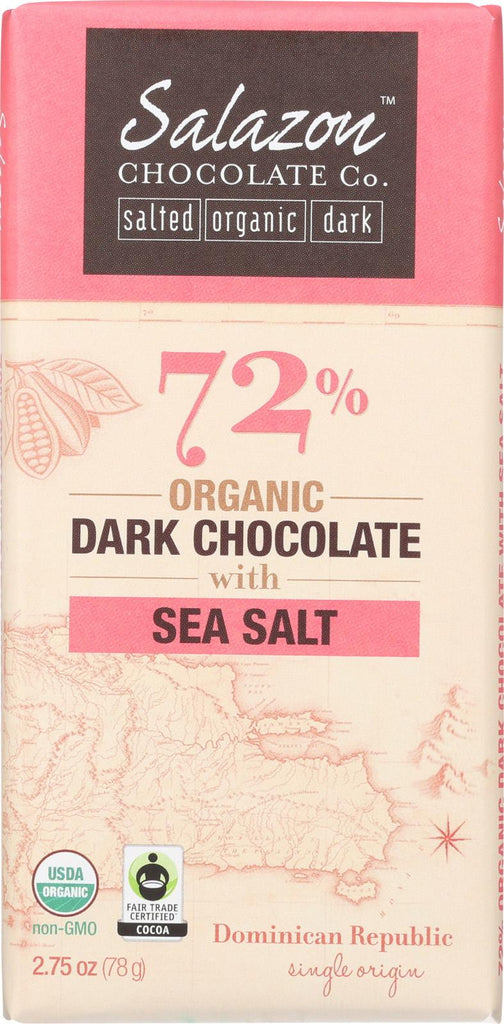 Salazon™
CHOCOLATE Co.
salted organic dark
72%
ORGANIC
DARK CHOCOLATE
with
SEA SALT
USDA
ORGANIC
non-GMO
FAIR TRADE
CERTIFIED
COCOA
Dominican Republic
2.75 oz (78 g)
single origin